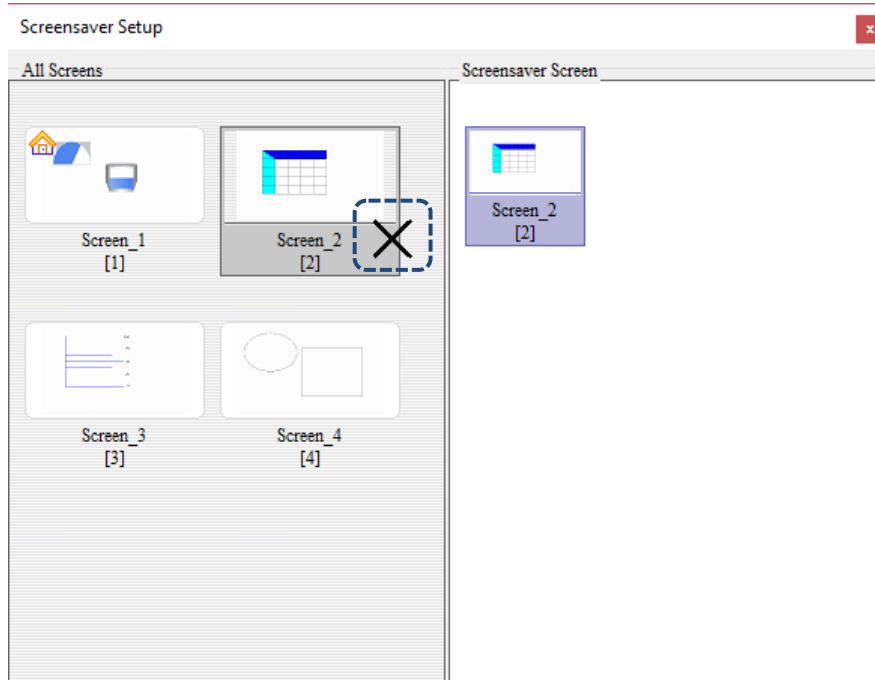 Screensaver Setup
x
All Screens
Screensaver Screen
Screen_1
[1]
Screen_2
[2]
Screen_2
[2]
Screen_3
[3]
Screen_4
[4]